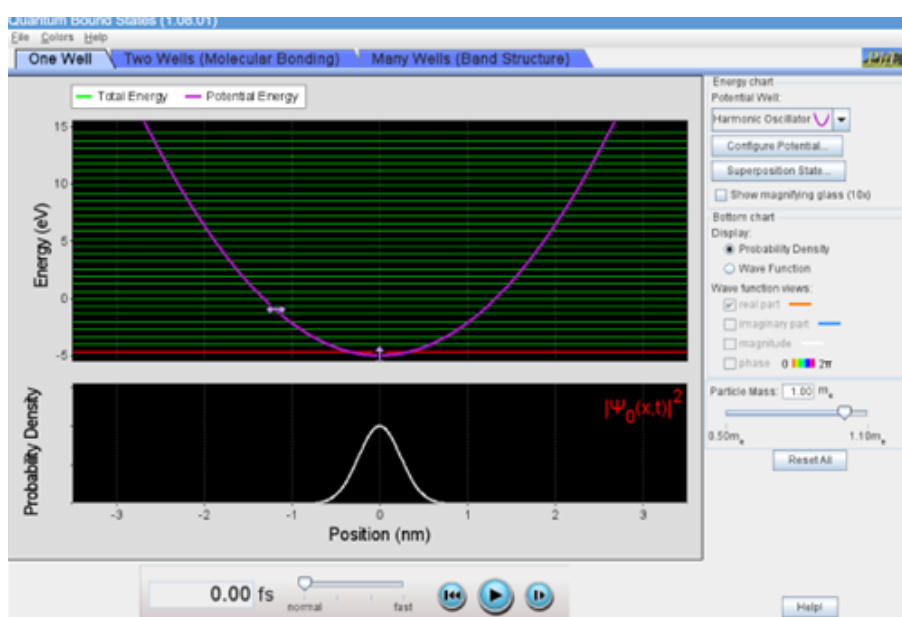 Quantum Bound States (1.08.01)
File Colors Help
One Well Two Wells (Molecular Bonding) Many Wells (Band Structure)
Total Energy Potential Energy
15
10
5
0
-5
Energy (eV)
Probability Density
|Ψ0(x,t)|²
-3 -2 -1 0 1 2 3
Position (nm)
Energy chart
Potential Well:
Harmonic Oscillator
Configure Potential...
Superposition State...
Show magnifying glass (10x)
Bottom chart
Display:
Probability Density
Wave Function
Wave function views:
real part
imaginary part
magnitude
phase 0 2π
Particle Mass: 1.00 me
0.50me 1.10me
Reset All
0.00 fs
normal fast
Help!